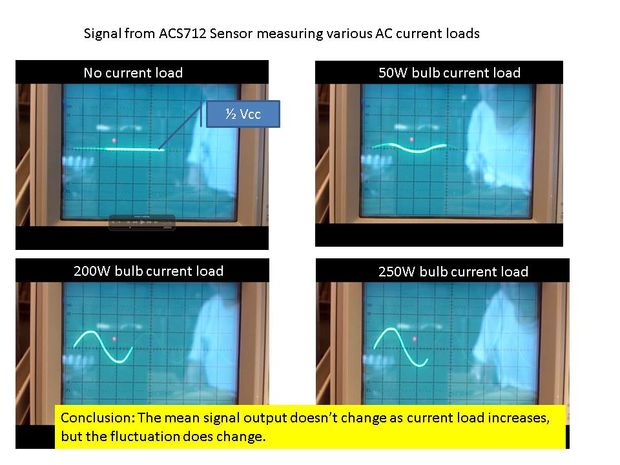 Signal from ACS712 Sensor measuring various AC current loads
No current load
50W bulb current load
½ Vcc
200W bulb current load
250W bulb current load
Conclusion: The mean signal output doesn't change as current load increases,
but the fluctuation does change.